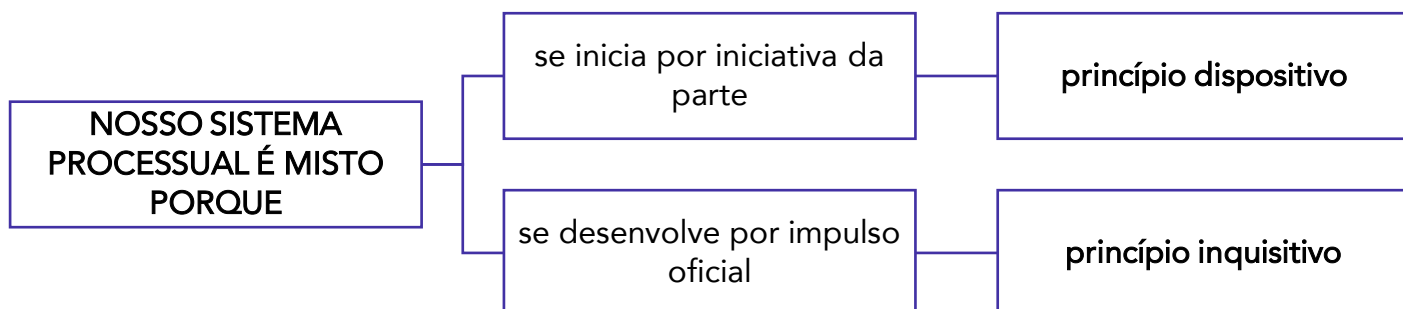 NOSSO SISTEMA
PROCESSUAL É MISTO
PORQUE
se inicia por iniciativa da
parte
princípio dispositivo
se desenvolve por impulso
oficial
princípio inquisitivo